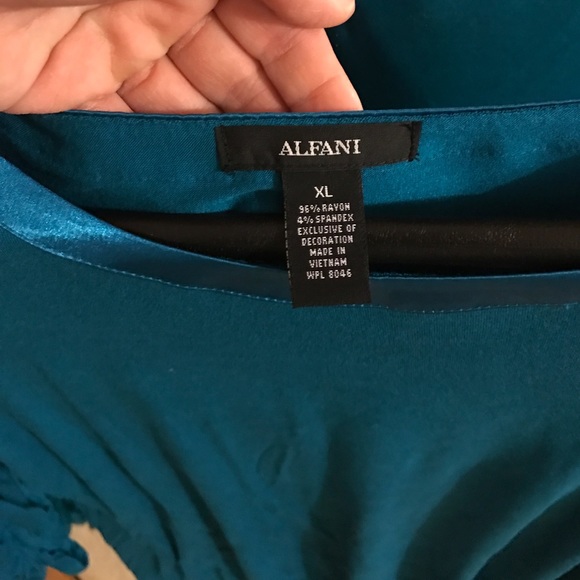 ALFANI
XL
96% RAYON
4% SPANDEX
EXCLUSIVE OF
DECORATION
MADE IN
VIETNAM
WPL 8046